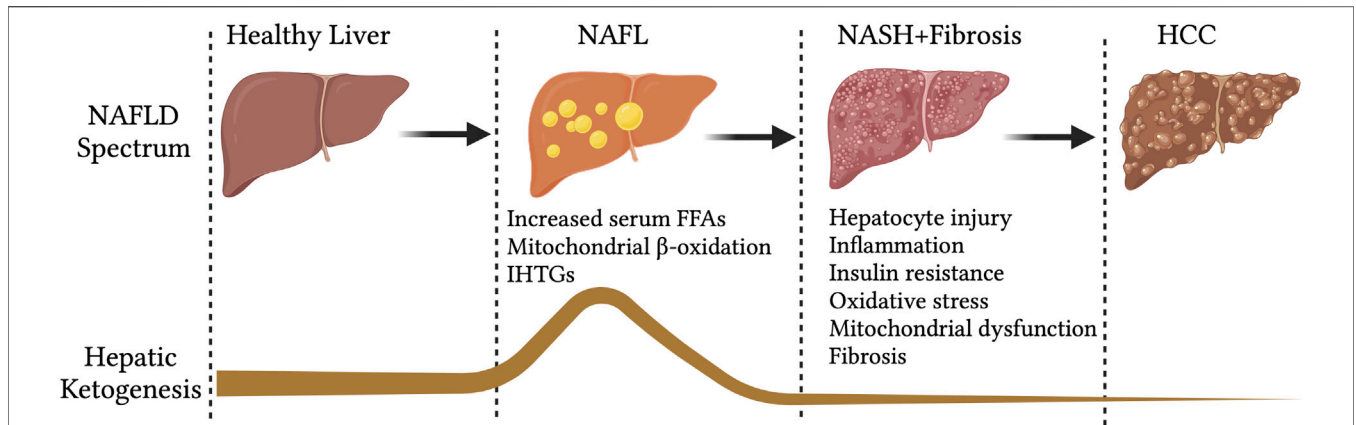 Healthy Liver
NAFL
NASH+Fibrosis
HCC
NAFLD
Spectrum
Increased serum FFAs
Mitochondrial β-oxidation
IHTGs
Hepatocyte injury
Inflammation
Insulin resistance
Oxidative stress
Mitochondrial dysfunction
Fibrosis
Hepatic
Ketogenesis